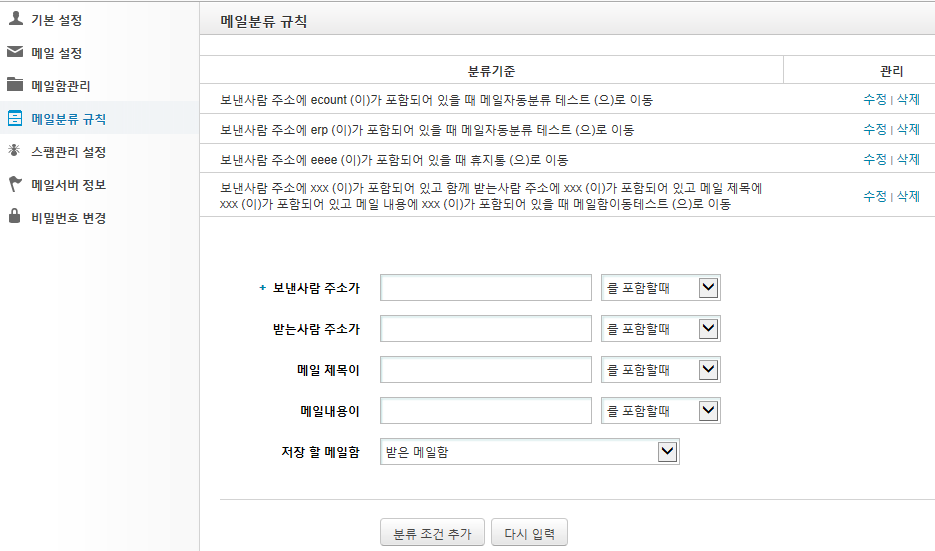 기본 설정
메일 설정
메일함관리
메일분류 규칙
스팸관리 설정
메일서버 정보
비밀번호 변경
메일분류 규칙
분류기준 관리
보낸사람 주소에 ecount (이)가 포함되어 있을 때 메일자동분류 테스트 (으)로 이동 수정 | 삭제
보낸사람 주소에 erp (이)가 포함되어 있을 때 메일자동분류 테스트 (으)로 이동 수정 | 삭제
보낸사람 주소에 eeee (이)가 포함되어 있을 때 휴지통 (으)로 이동 수정 | 삭제
보낸사람 주소에 xxx (이)가 포함되어 있고 함께 받는사람 주소에 xxx (이)가 포함되어 있고 메일 제목에
xxx (이)가 포함되어 있고 메일 내용에 xxx (이)가 포함되어 있을 때 메일함이동테스트 (으)로 이동 수정 | 삭제
+ 보낸사람 주소가 를 포함할때
받는사람 주소가 를 포함할때
메일 제목이 를 포함할때
메일내용이 를 포함할때
저장 할 메일함 받은 메일함
분류 조건 추가 다시 입력